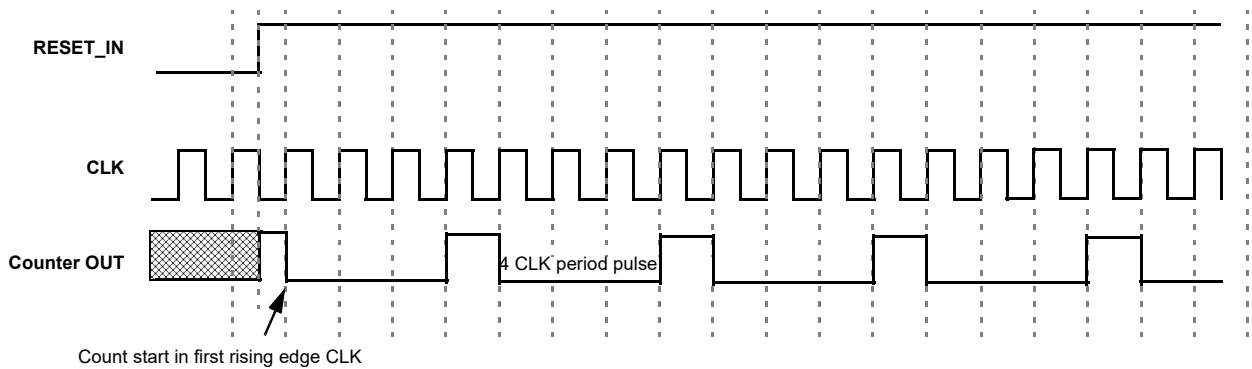 RESET_IN
CLK
Counter OUT
4 CLK period pulse
Count start in first rising edge CLK